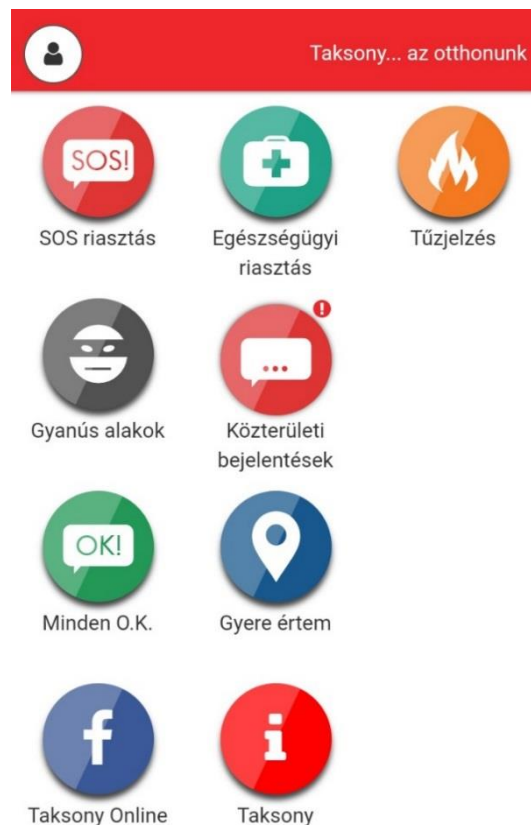 Taksony... az otthonunk
SOS!
SOS riasztás
Egészségügyi
riasztás
Tűzjelzés
Gyanús alakok
!
...
Közterületi
bejelentések
OK!
Minden O.K.
Gyere értem
f
Taksony Online
i
Taksony